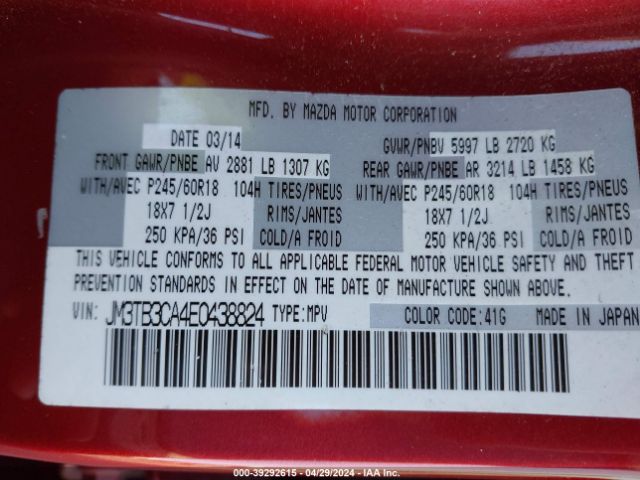 MFD. BY MAZDA MOTOR CORPORATION
DATE 03/14 GVWR/PNBV 5997 LB 2720 KG
FRONT GAWR/PNBE AV 2881 LB 1307 KG REAR GAWR/PNBE AR 3214 LB 1458 KG
WITH/AVEC P245/60R18 104H TIRES/PNEUS WITH/AVEC P245/60R18 104H TIRES/PNEUS
18X7 1/2J RIMS/JANTES 18X7 1/2J RIMS/JANTES
250 KPA/36 PSI COLD/A FROID 250 KPA/36 PSI COLD/A FROID
THIS VEHICLE CONFORMS TO ALL APPLICABLE FEDERAL MOTOR VEHICLE SAFETY AND THEFT
PREVENTION STANDARDS IN EFFECT ON THE DATE OF MANUFACTURE SHOWN ABOVE.
VIN: JM3TB3CA4E0438824 TYPE:MPV COLOR CODE:41G MADE IN JAPAN
000-39292615 - 04/29/2024 - IAA Inc.